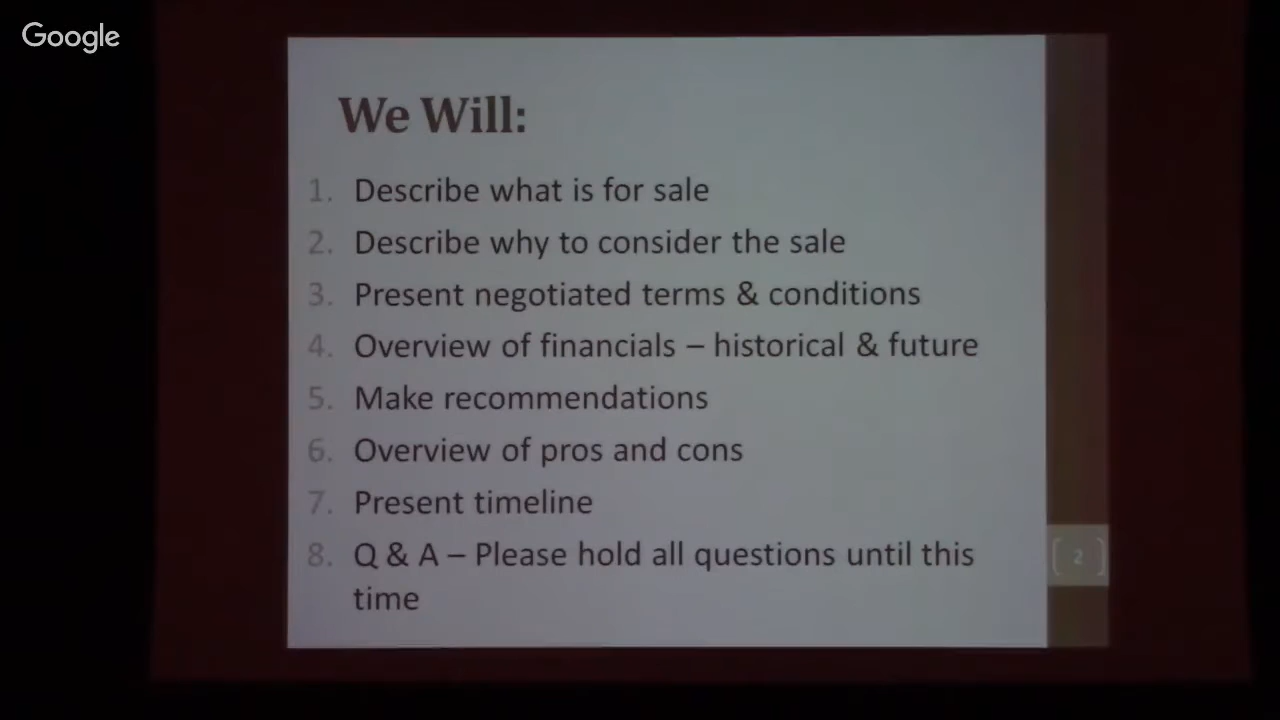 Google
We Will:
1. Describe what is for sale
2. Describe why to consider the sale
3. Present negotiated terms & conditions
4. Overview of financials – historical & future
5. Make recommendations
6. Overview of pros and cons
7. Present timeline
8. Q & A – Please hold all questions until this
time
2